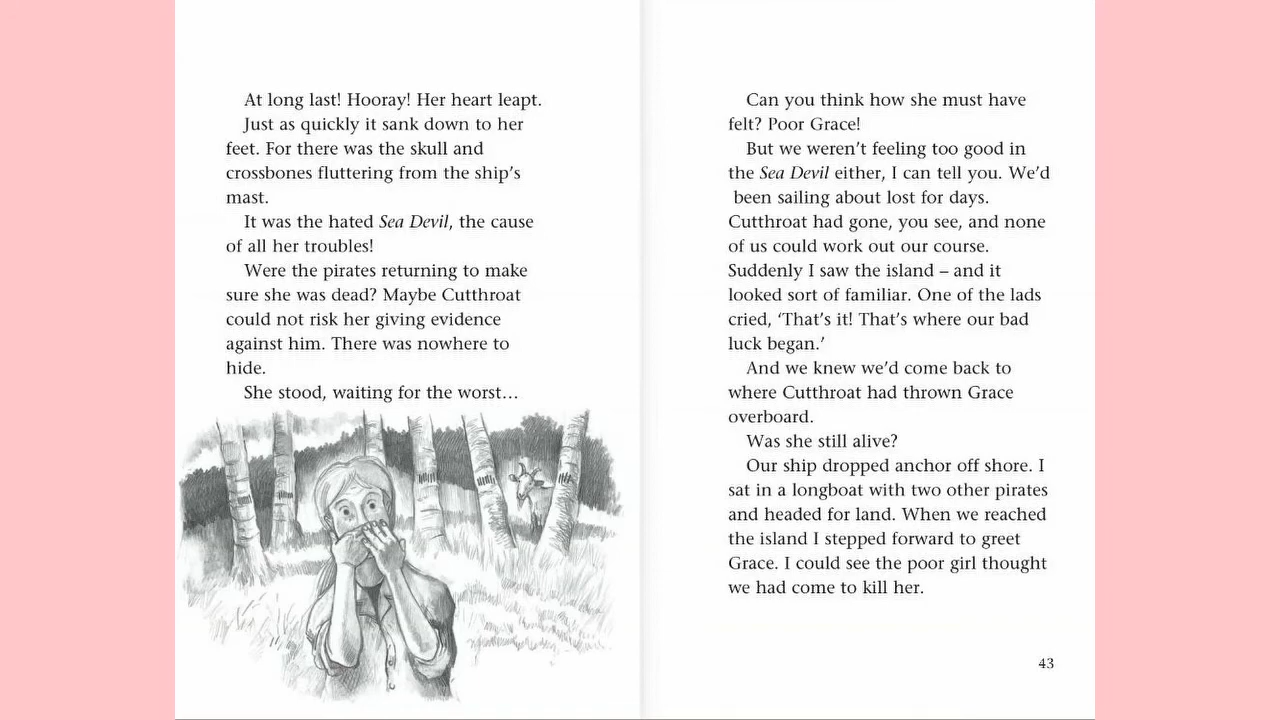 At long last! Hooray! Her heart leapt.
Just as quickly it sank down to her
feet. For there was the skull and
crossbones fluttering from the ship’s
mast.
It was the hated Sea Devil, the cause
of all her troubles!
Were the pirates returning to make
sure she was dead? Maybe Cutthroat
could not risk her giving evidence
against him. There was nowhere to
hide.
She stood, waiting for the worst…
Can you think how she must have
felt? Poor Grace!
But we weren’t feeling too good in
the Sea Devil either, I can tell you. We’d
been sailing about lost for days.
Cutthroat had gone, you see, and none
of us could work out our course.
Suddenly I saw the island – and it
looked sort of familiar. One of the lads
cried, ‘That’s it! That’s where our bad
luck began.’
And we knew we’d come back to
where Cutthroat had thrown Grace
overboard.
Was she still alive?
Our ship dropped anchor off shore. I
sat in a longboat with two other pirates
and headed for land. When we reached
the island I stepped forward to greet
Grace. I could see the poor girl thought
we had come to kill her.
43